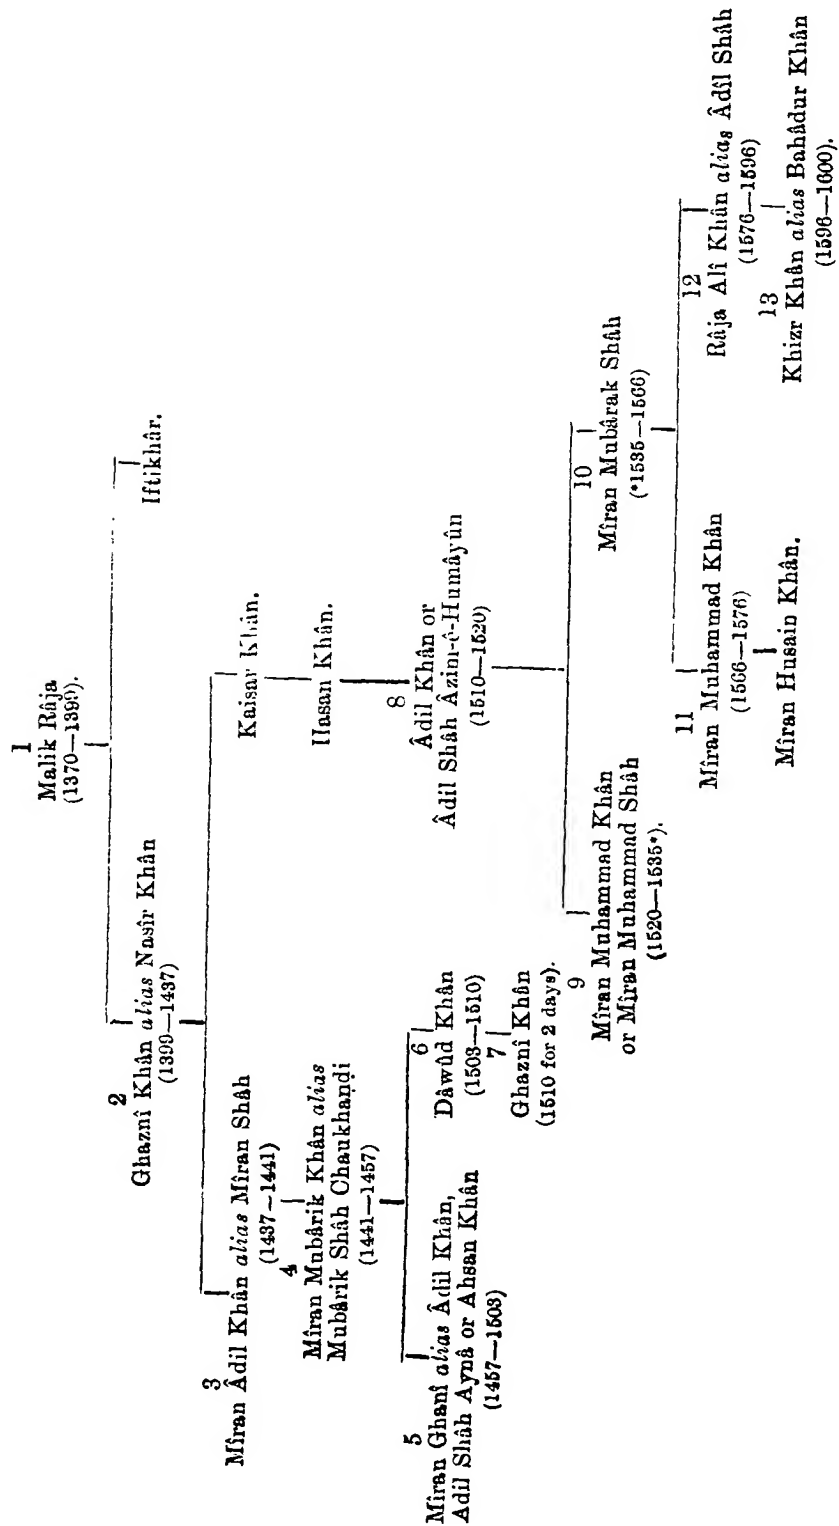 1
Malik Râja
(1370—1399).
2
Ghaznî Khân alias Nasîr Khân
(1399—1437)
Iftikhâr.
3
Mîran Âdil Khân alias Mîran Shâh
(1437—1441)
Kaisar Khân.
4
Mîran Mubârik Khân alias
Mubârik Shâh Chaukhaṇḍi
(1441—1457)
Hasan Khân.
5
Mîran Ghanî alias Âdil Khân,
Adil Shâh Aynâ or Ahsan Khân
(1457—1503)
6
Dâwûd Khân
(1503—1510)
7
Ghaznî Khân
(1510 for 2 days).
8
Âdil Khân or
Âdil Shâh Âzim-ê-Humâyûn
(1510—1520)
9
Mîran Muhammad Khân
or Mîran Muhammad Shâh
(1520—1535*).
10
Mîran Mubârak Shâh
(*1535—1566)
11
Mîran Muhammad Khân
(1566—1576)
Mîran Husain Khân.
12
Râja Alî Khân alias Âdîl Shâh
(1576—1596)
13
Khizr Khân alias Bahâdur Khân
(1596—1600).